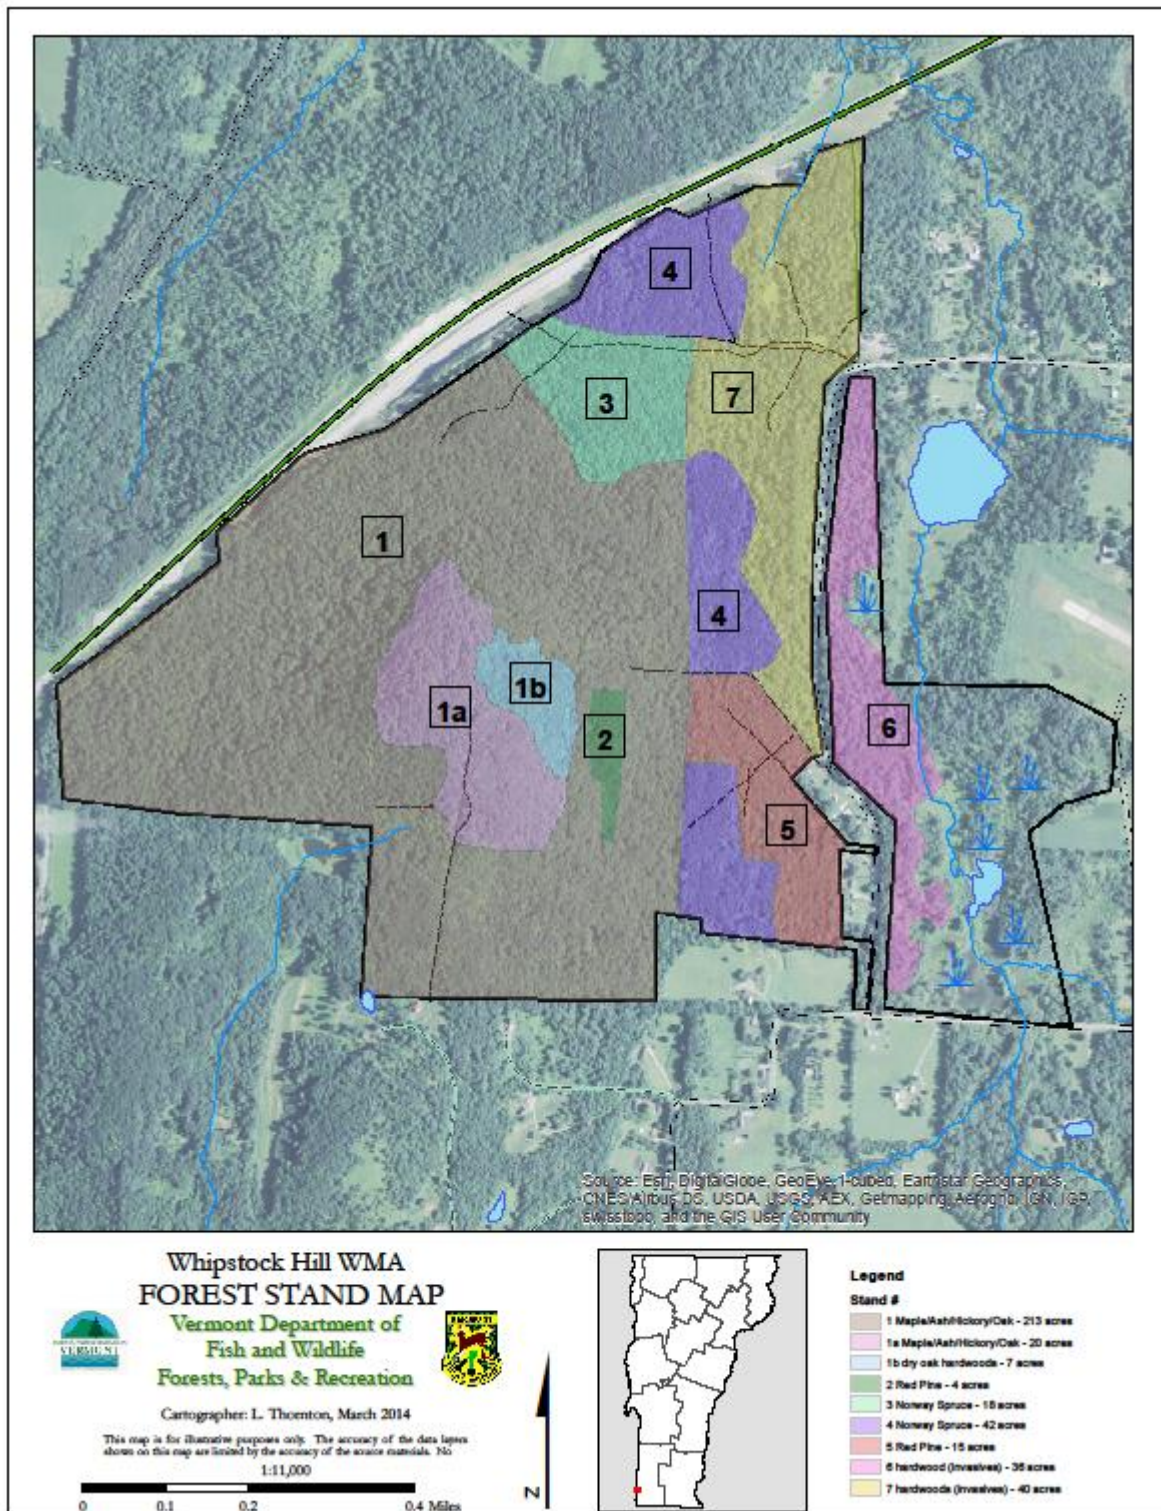 4
3
7
1
4
1b
1a
6
2
5
Source: Esri, DigitalGlobe, GeoEye, i-cubed, Earthstar Geographics,
CNES/Airbus DS, USDA, USGS, AEX, Getmapping, Aerogrid, IGN, IGP,
swisstopo, and the GIS User Community
Whipstock Hill WMA
FOREST STAND MAP
Vermont Department of
Fish and Wildlife
Forests, Parks & Recreation
VERMONT
VERMONT
Cartographer: L. Thornton, March 2014
This map is for illustrative purposes only. The accuracy of the data layers
shown on this map are limited by the accuracy of the source materials. No
1:11,000
0 0.1 0.2 0.4 Miles
N
Legend
Stand #
1 Maple/Ash/Hickory/Oak - 213 acres
1a Maple/Ash/Hickory/Oak - 20 acres
1b dry oak hardwoods - 7 acres
2 Red Pine - 4 acres
3 Norway Spruce - acres
4 Norway Spruce - 42 acres
5 Red Pine - 15 acres
6 hardwood (invasives) - acres
7 hardwoods (invasives) - 40 acres